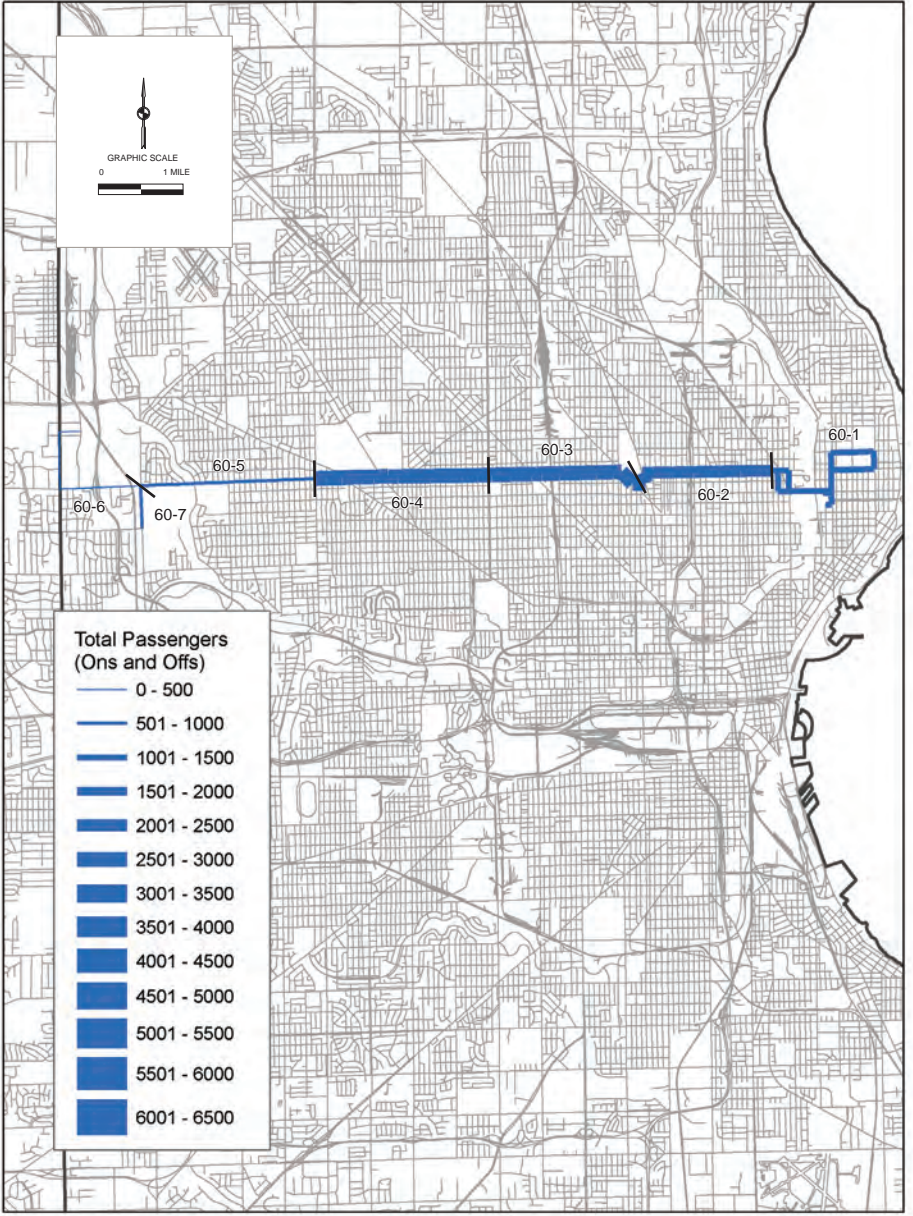 GRAPHIC SCALE
0 1 MILE
60-1
60-3
60-5
60-4
60-2
60-6
60-7
Total Passengers
(Ons and Offs)
0 - 500
501 - 1000
1001 - 1500
1501 - 2000
2001 - 2500
2501 - 3000
3001 - 3500
3501 - 4000
4001 - 4500
4501 - 5000
5001 - 5500
5501 - 6000
6001 - 6500